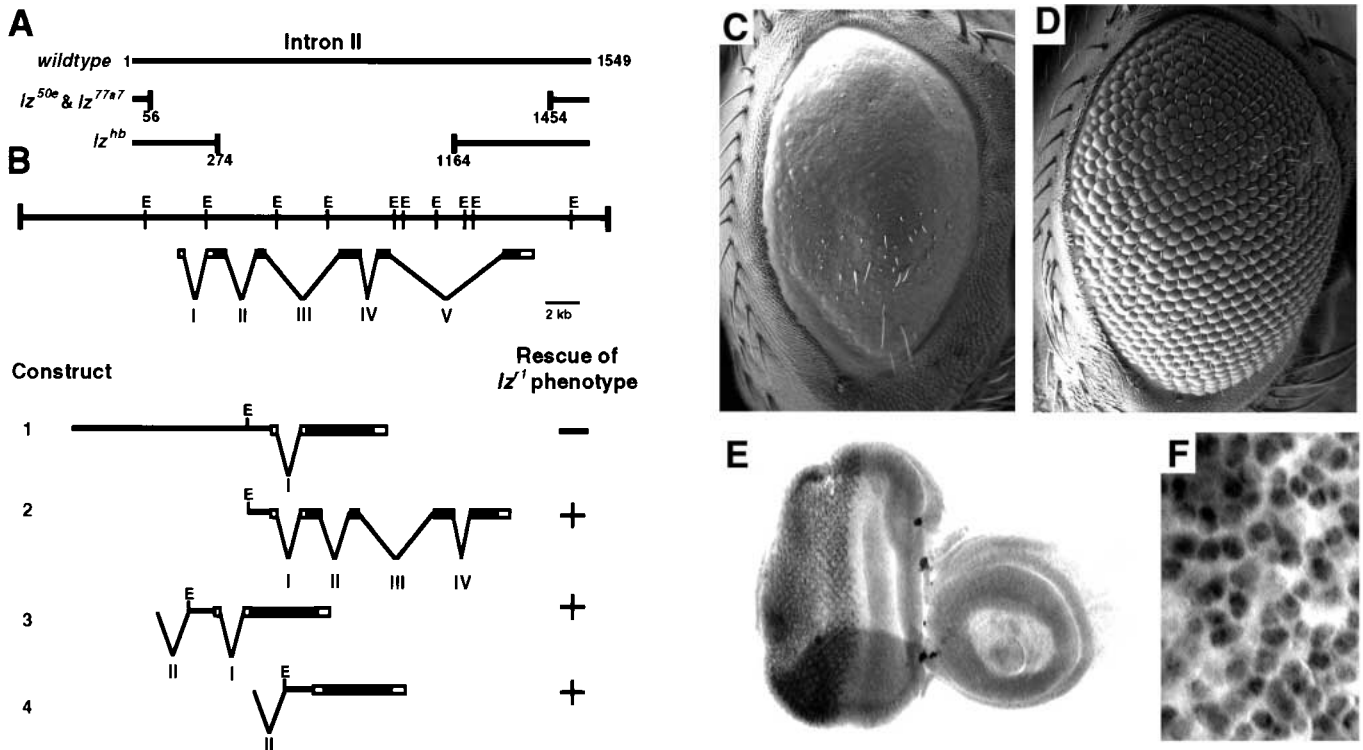 A
Intron II
wildtype 1 1549
lz50e & lz77a7
56 1454
lzhb
274 1164
B
E E E E E E E E E E
I II III IV V
2 kb
Construct
Rescue of
lzr1 phenotype
1 E −
I
2 E +
I II III IV
3 E +
II I
4 E +
II
C
D
E
F